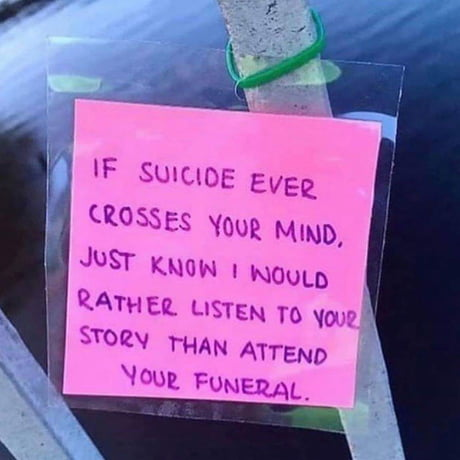 IF SUICIDE EVER
CROSSES YOUR MIND,
JUST KNOW I WOULD
RATHER LISTEN TO YOUR
STORY THAN ATTEND
YOUR FUNERAL.